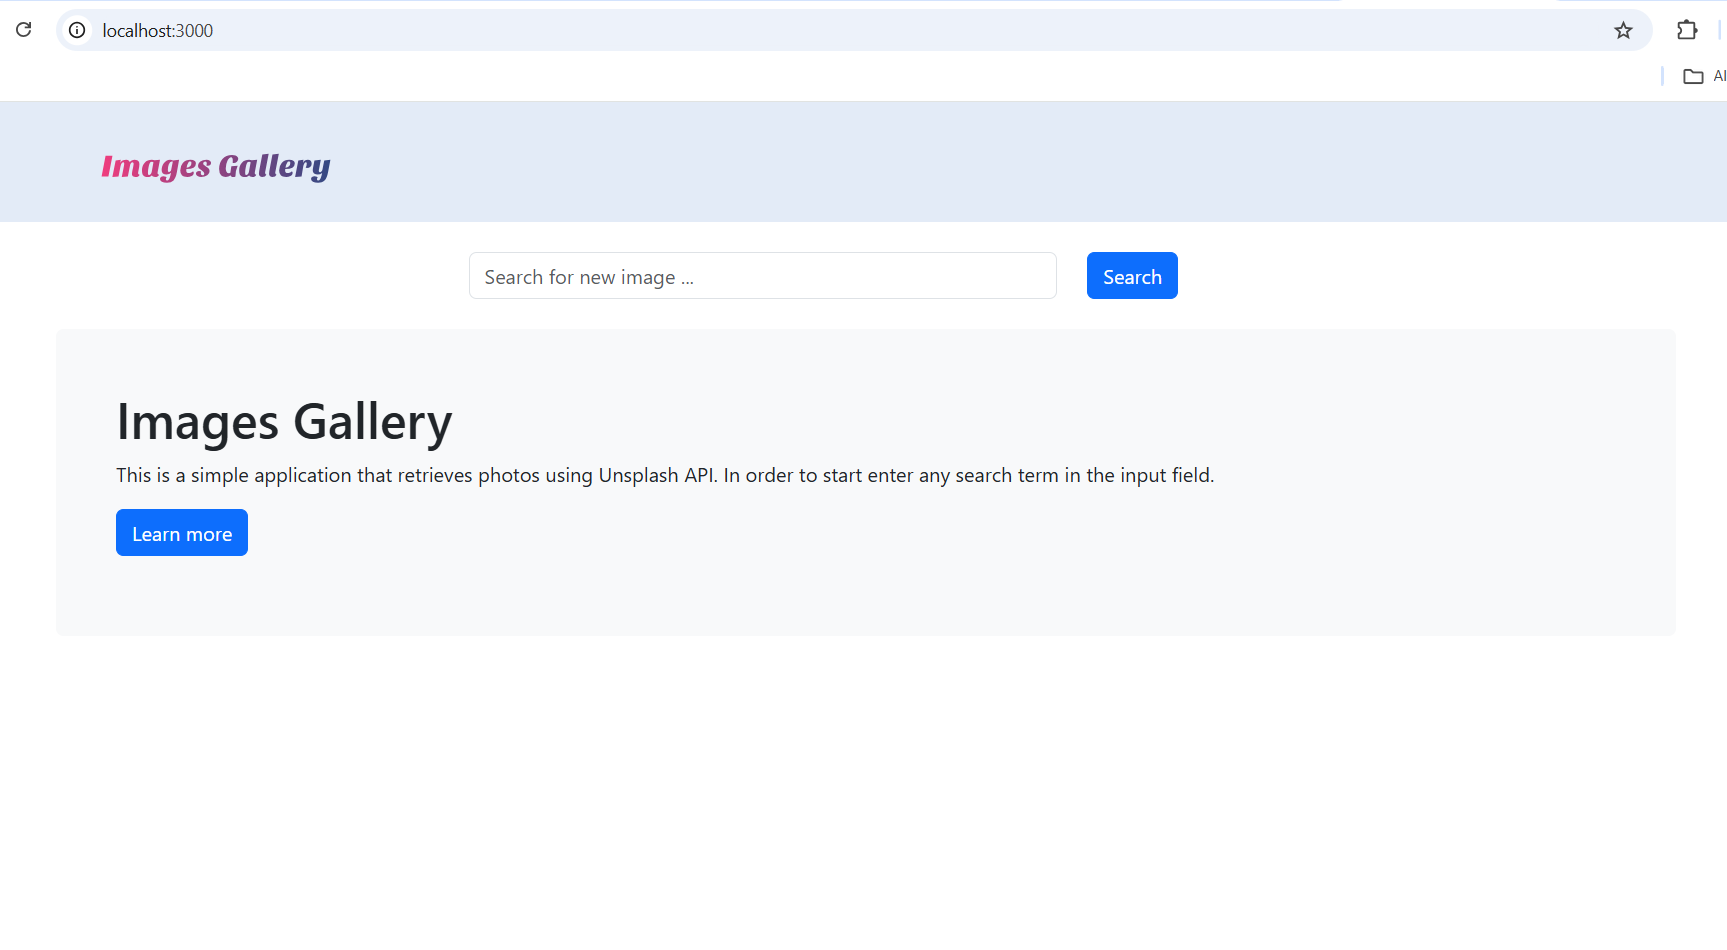 localhost:3000
Images Gallery
Search for new image ...
Search
Images Gallery
This is a simple application that retrieves photos using Unsplash API. In order to start enter any search term in the input field.
Learn more